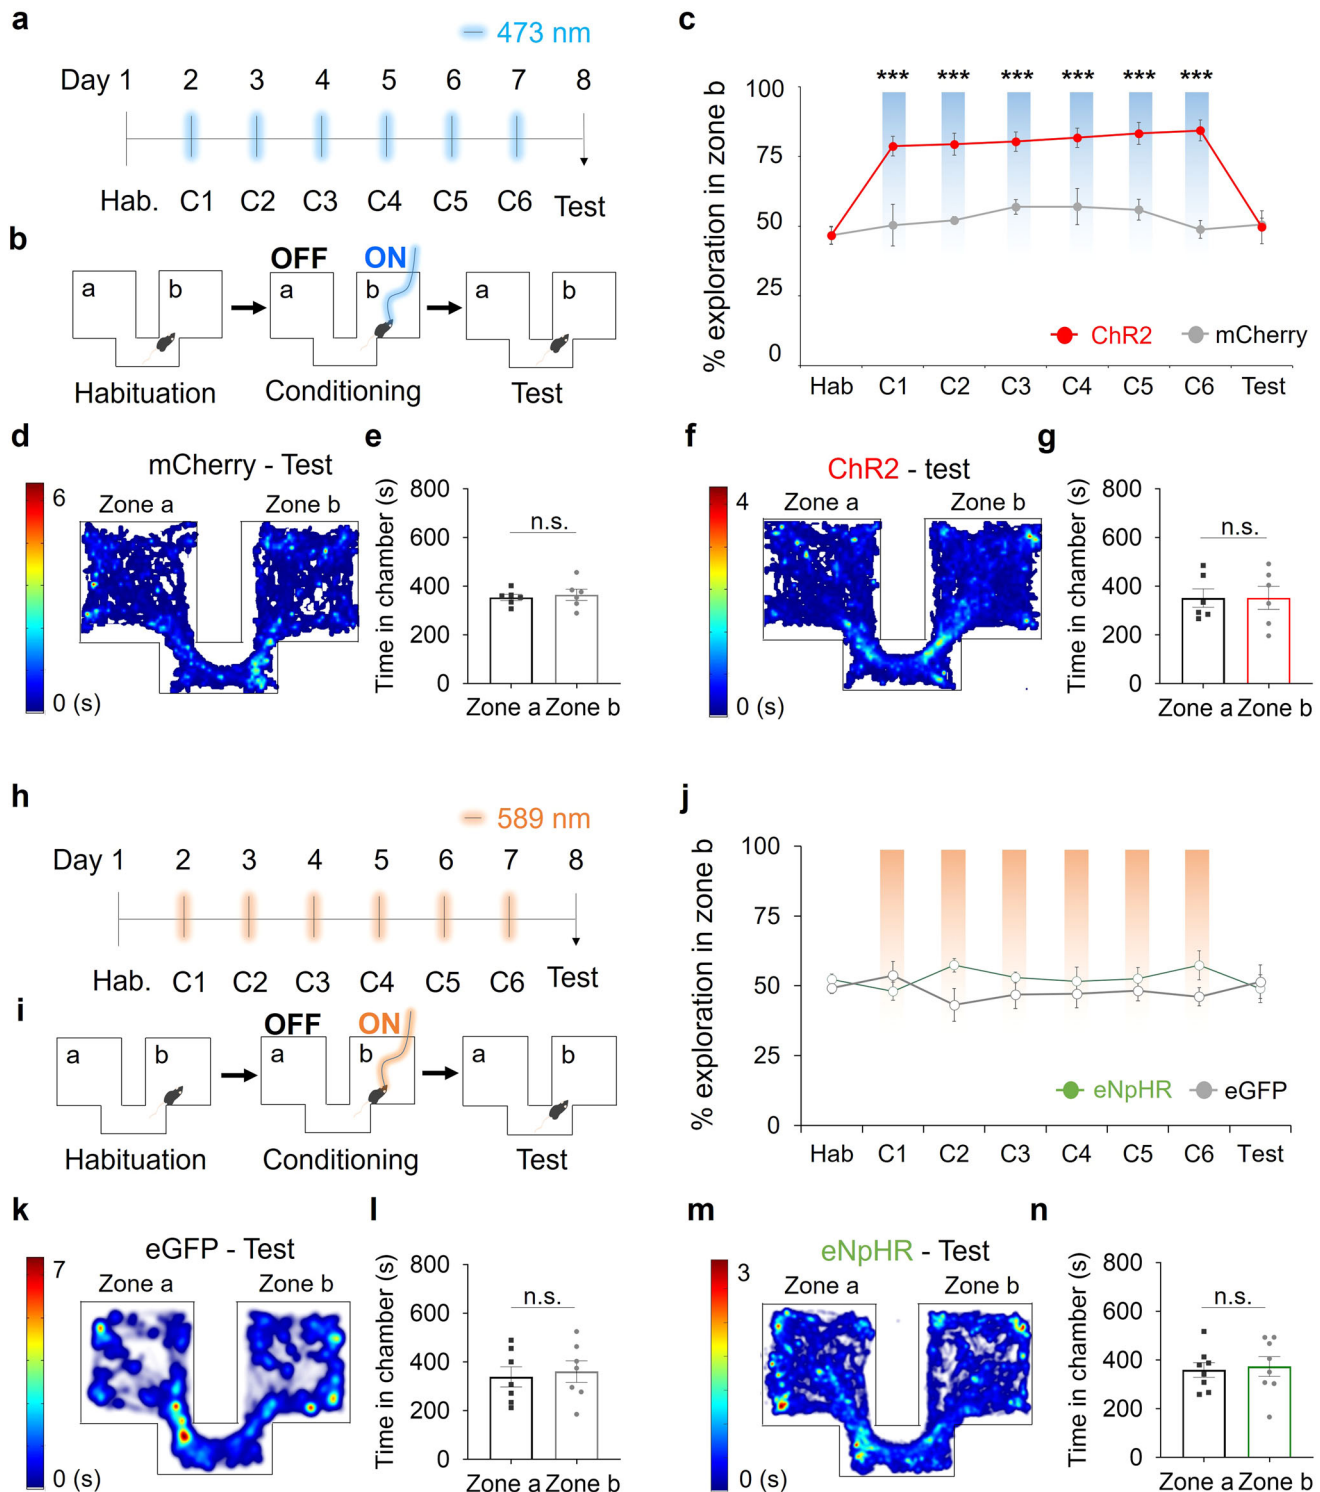 a
473 nm
Day 1 2 3 4 5 6 7 8
Hab. C1 C2 C3 C4 C5 C6 Test
b
OFF ON
a b a b a b
Habituation Conditioning Test
c
*** *** *** *** *** ***
% exploration in zone b
100
75
50
25
0
ChR2 mCherry
Hab C1 C2 C3 C4 C5 C6 Test
d
mCherry - Test
6
0 (s)
Zone a Zone b
e
Time in chamber (s)
800
600
400
200
0
n.s.
Zone a Zone b
f
ChR2 - test
4
0 (s)
Zone a Zone b
g
Time in chamber (s)
800
600
400
200
0
n.s.
Zone a Zone b
h
589 nm
Day 1 2 3 4 5 6 7 8
Hab. C1 C2 C3 C4 C5 C6 Test
i
OFF ON
a b a b a b
Habituation Conditioning Test
j
% exploration in zone b
100
75
50
25
0
eNpHR eGFP
Hab C1 C2 C3 C4 C5 C6 Test
k
eGFP - Test
7
0 (s)
Zone a Zone b
l
Time in chamber (s)
800
600
400
200
0
n.s.
Zone a Zone b
m
eNpHR - Test
3
0 (s)
Zone a Zone b
n
Time in chamber (s)
800
600
400
200
0
n.s.
Zone a Zone b